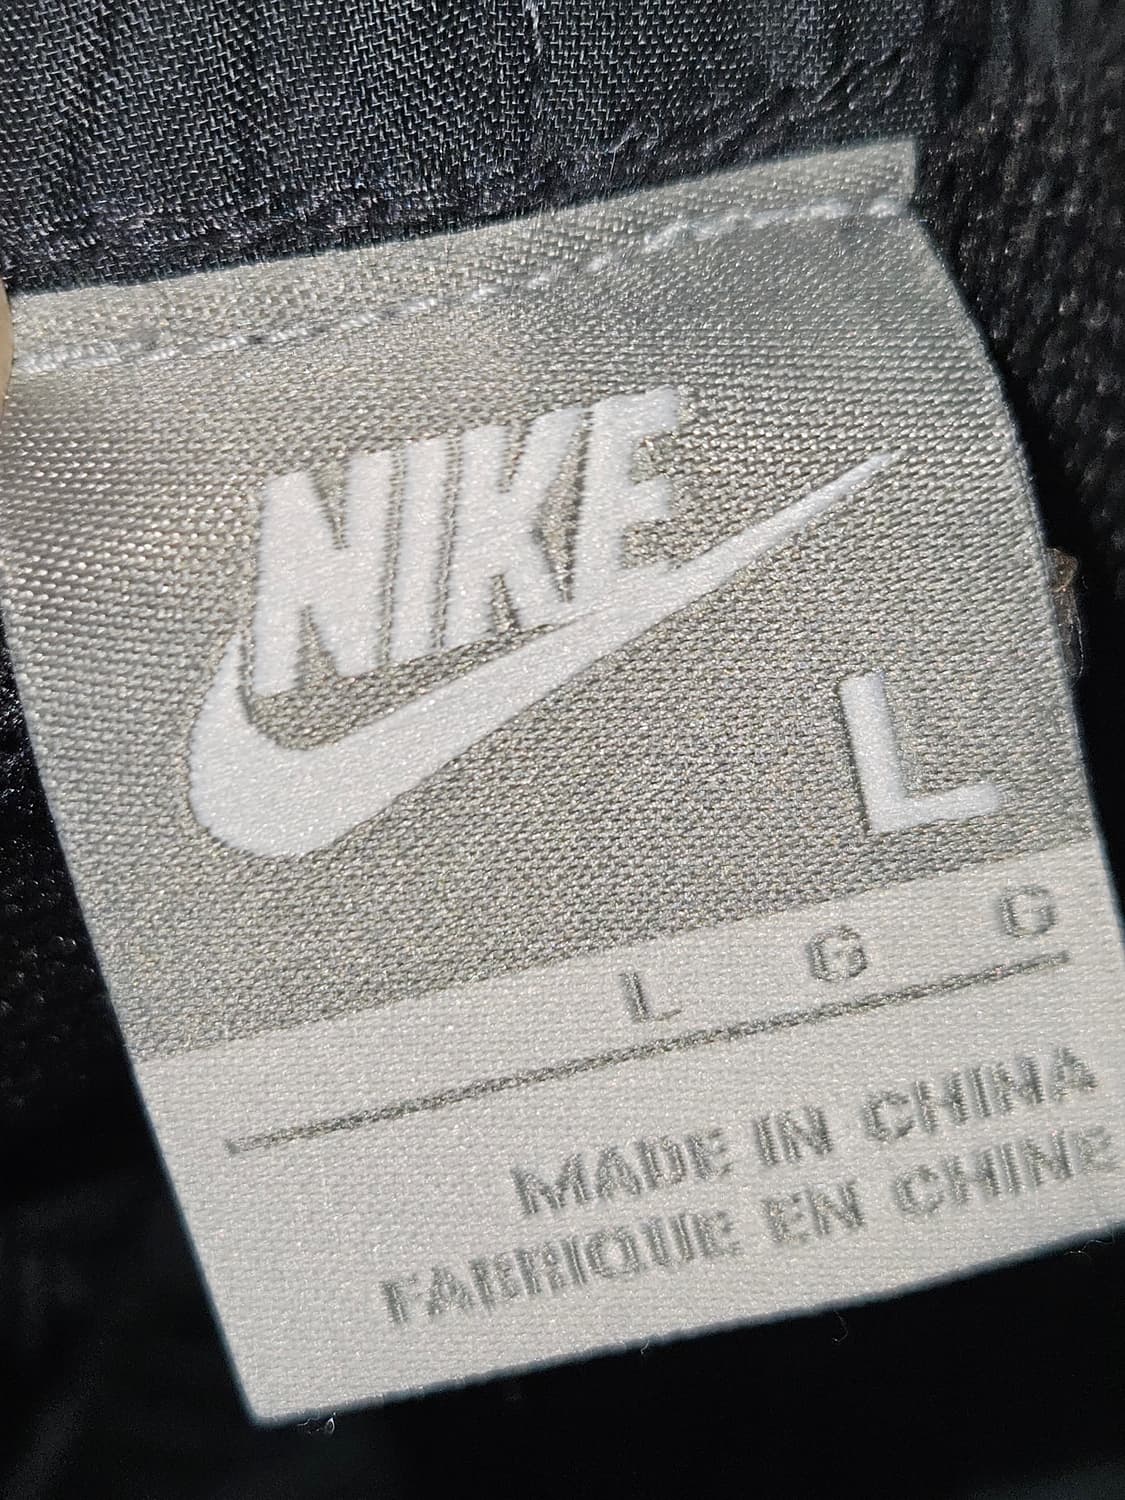 NIKE
L
L G G
MADE IN CHINA
FABRIQUE EN CHINE